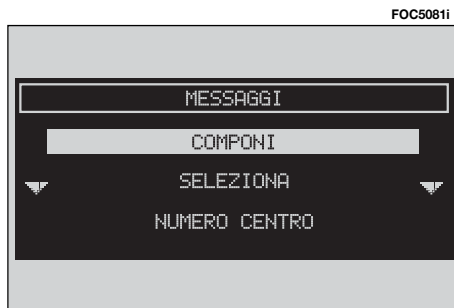 FOC5081i
MESSAGGI
COMPONI
SELEZIONA
NUMERO CENTRO